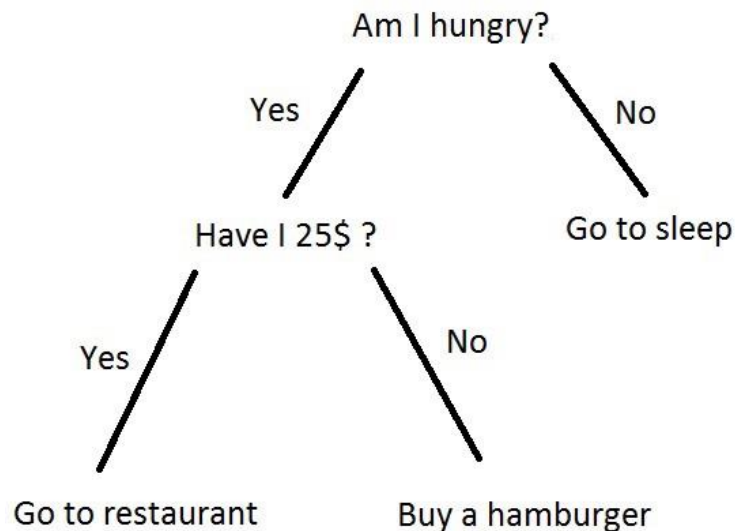 Am I hungry?
Yes
No
Have I 25$ ?
Go to sleep
Yes
No
Go to restaurant
Buy a hamburger